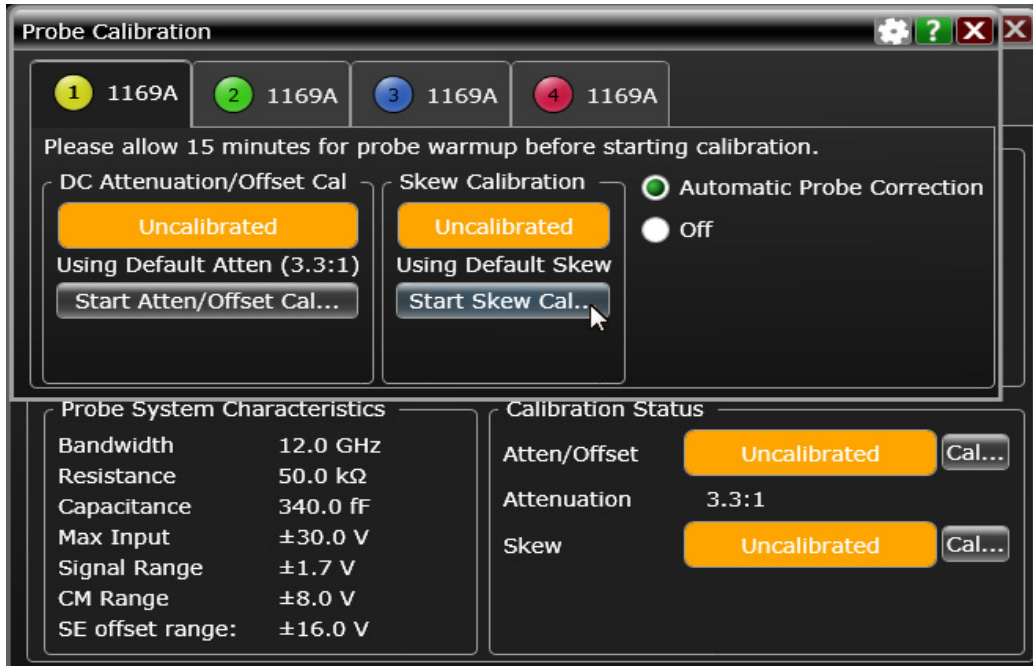 Probe Calibration
?
1 1169A 2 1169A 3 1169A 4 1169A
Please allow 15 minutes for probe warmup before starting calibration.
DC Attenuation/Offset Cal
Uncalibrated
Using Default Atten (3.3:1)
Start Atten/Offset Cal...
Skew Calibration
Uncalibrated
Using Default Skew
Start Skew Cal...
Automatic Probe Correction
Off
Probe System Characteristics
Bandwidth 12.0 GHz
Resistance 50.0 kΩ
Capacitance 340.0 fF
Max Input ±30.0 V
Signal Range ±1.7 V
CM Range ±8.0 V
SE offset range: ±16.0 V
Calibration Status
Atten/Offset Uncalibrated Cal...
Attenuation 3.3:1
Skew Uncalibrated Cal...